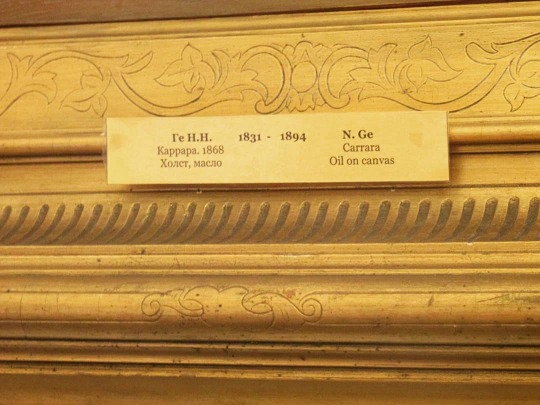 Ге Н.Н. 1831 - 1894 N. Ge
Каррара. 1868 Carrara
Холст, масло Oil on canvas